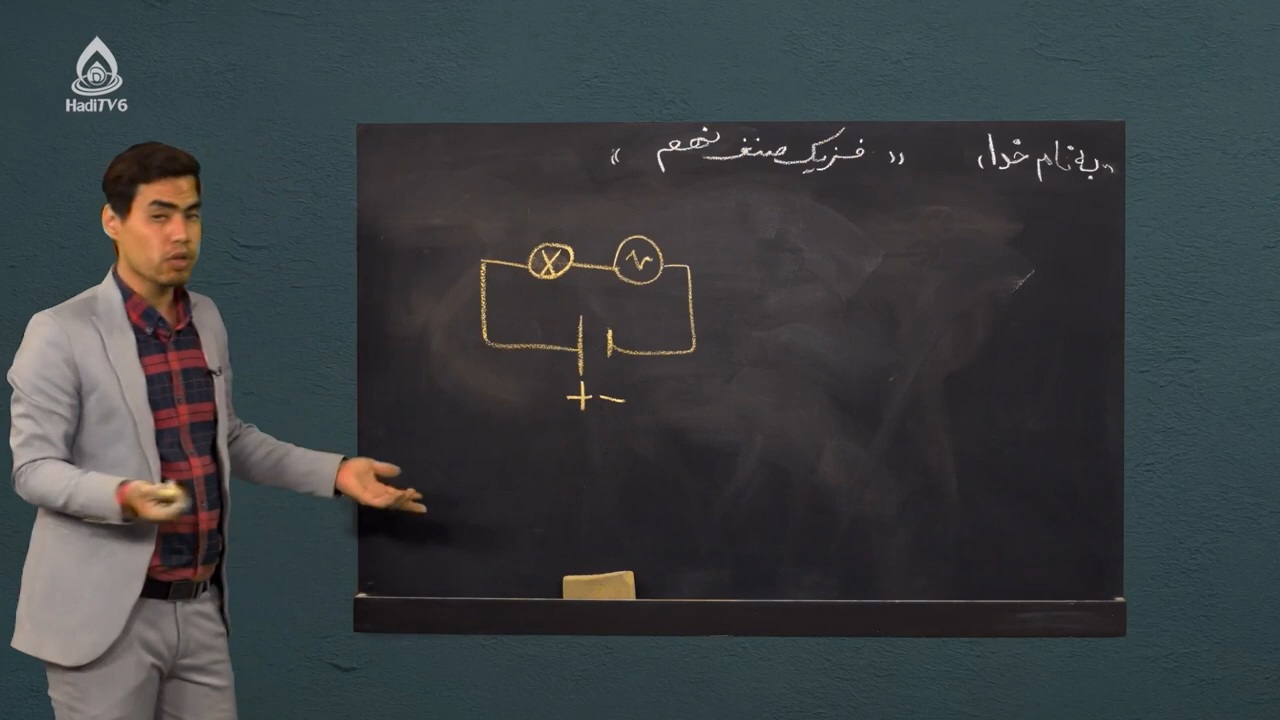 "به نام خدا"
« فزیک صنف نهم »
X
V
+ −
HadiTV6